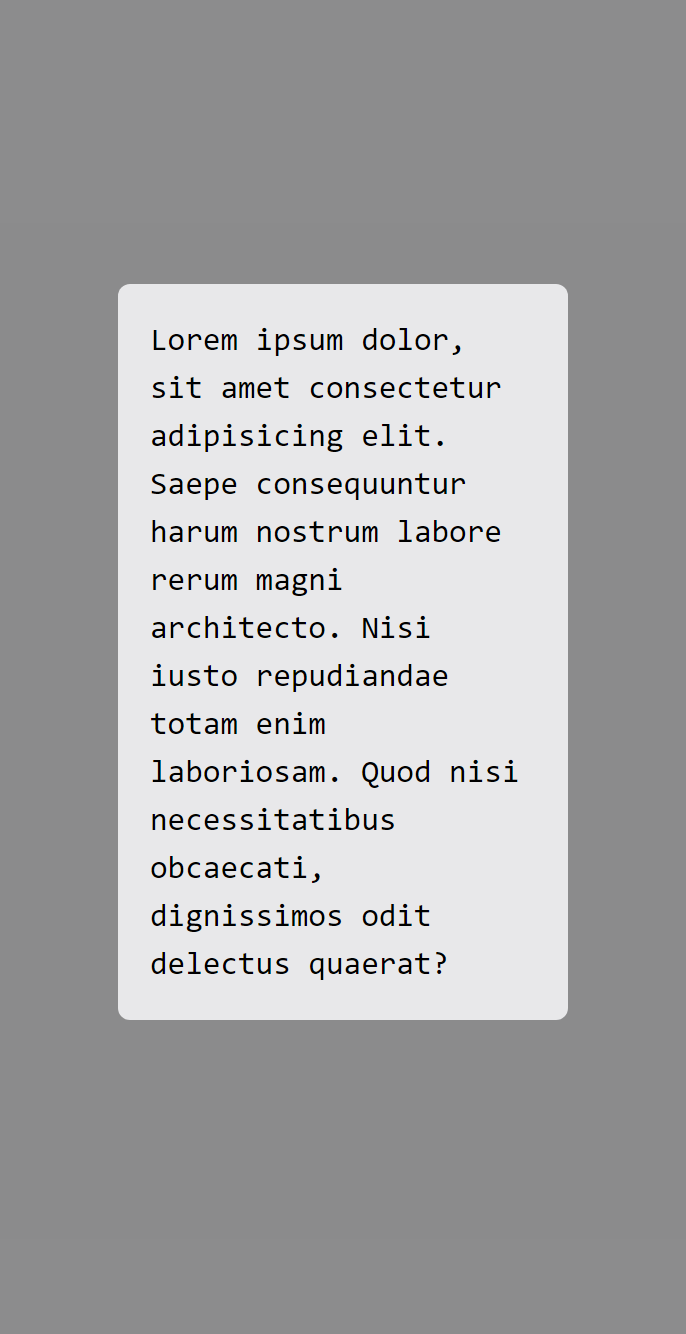 Lorem ipsum dolor,
sit amet consectetur
adipisicing elit.
Saepe consequuntur
harum nostrum labore
rerum magni
architecto. Nisi
iusto repudiandae
totam enim
laboriosam. Quod nisi
necessitatibus
obcaecati,
dignissimos odit
delectus quaerat?